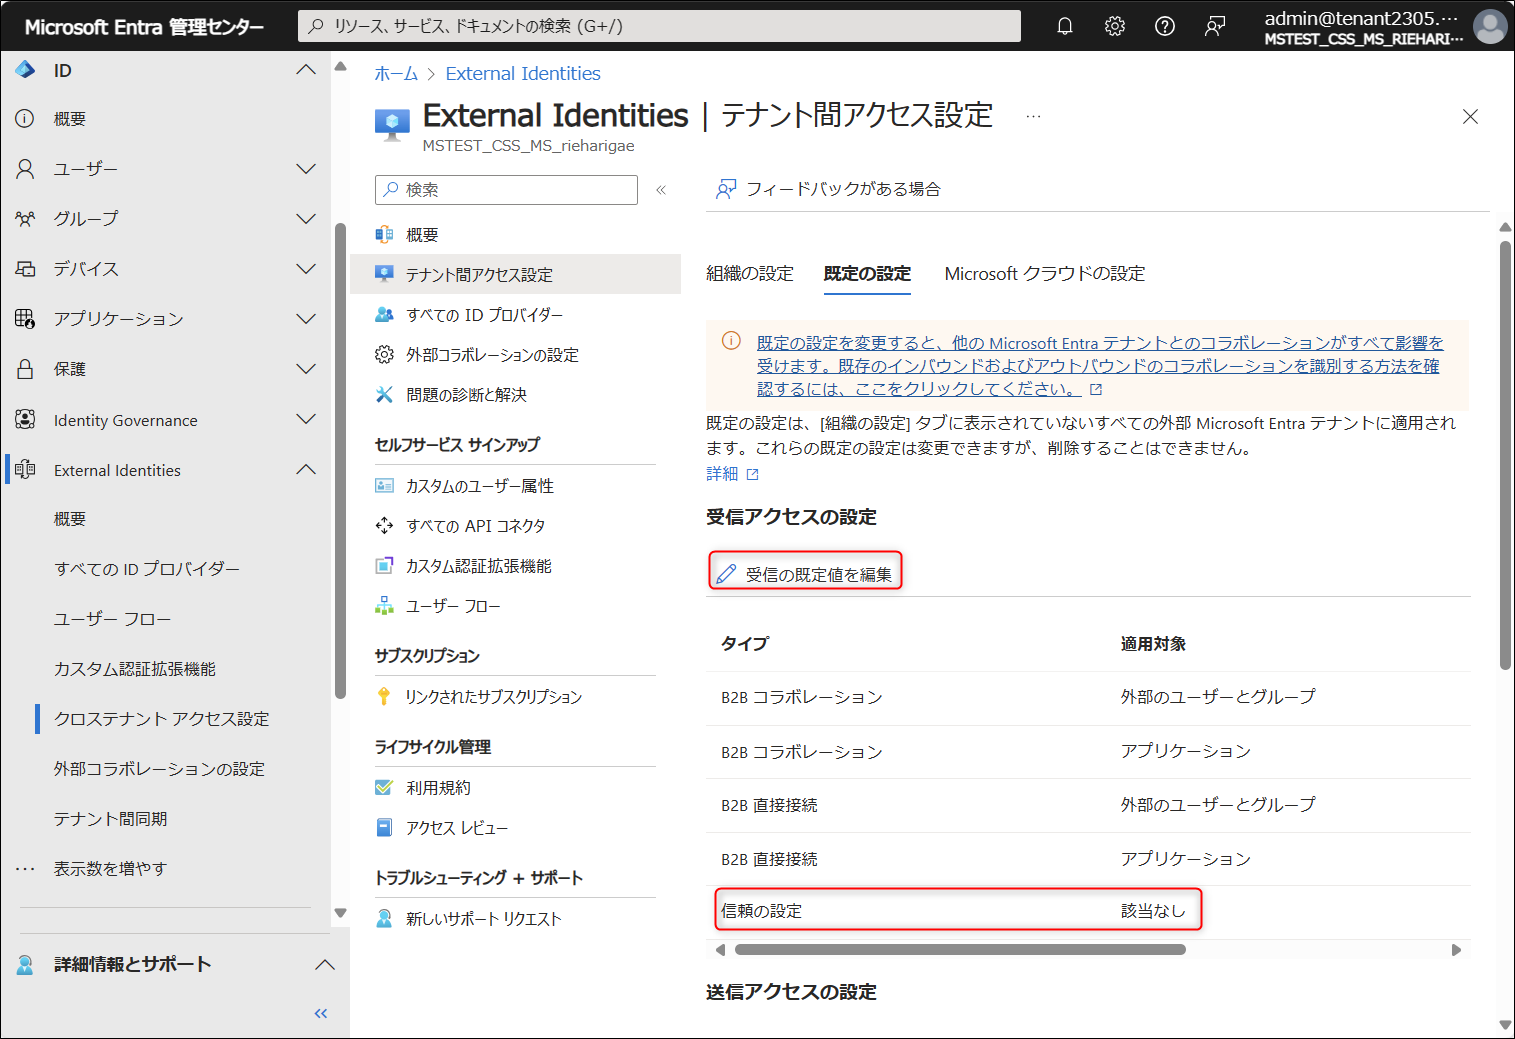 Microsoft Entra 管理センター
リソース、サービス、ドキュメントの検索 (G+/)
admin@tenant2305.…
MSTEST_CSS_MS_RIEHARI…
ID
概要
ユーザー
グループ
デバイス
アプリケーション
保護
Identity Governance
External Identities
概要
すべての ID プロバイダー
ユーザー フロー
カスタム認証拡張機能
クロステナント アクセス設定
外部コラボレーションの設定
テナント間同期
… 表示数を増やす
詳細情報とサポート
«
ホーム > External Identities
External Identities | テナント間アクセス設定 …
MSTEST_CSS_MS_rieharigae
検索
«
概要
テナント間アクセス設定
すべての ID プロバイダー
外部コラボレーションの設定
問題の診断と解決
セルフサービス サインアップ
カスタムのユーザー属性
すべての API コネクタ
カスタム認証拡張機能
ユーザー フロー
サブスクリプション
リンクされたサブスクリプション
ライフサイクル管理
利用規約
アクセス レビュー
トラブルシューティング + サポート
新しいサポート リクエスト
フィードバックがある場合
組織の設定 既定の設定 Microsoft クラウドの設定
既定の設定を変更すると、他の Microsoft Entra テナントとのコラボレーションがすべて影響を
受けます。既存のインバウンドおよびアウトバウンドのコラボレーションを識別する方法を確
認するには、ここをクリックしてください。
既定の設定は、[組織の設定] タブに表示されていないすべての外部 Microsoft Entra テナントに適用され
ます。これらの既定の設定は変更できますが、削除することはできません。
詳細
受信アクセスの設定
受信の既定値を編集
タイプ 適用対象
B2B コラボレーション 外部のユーザーとグループ
B2B コラボレーション アプリケーション
B2B 直接接続 外部のユーザーとグループ
B2B 直接接続 アプリケーション
信頼の設定 該当なし
送信アクセスの設定